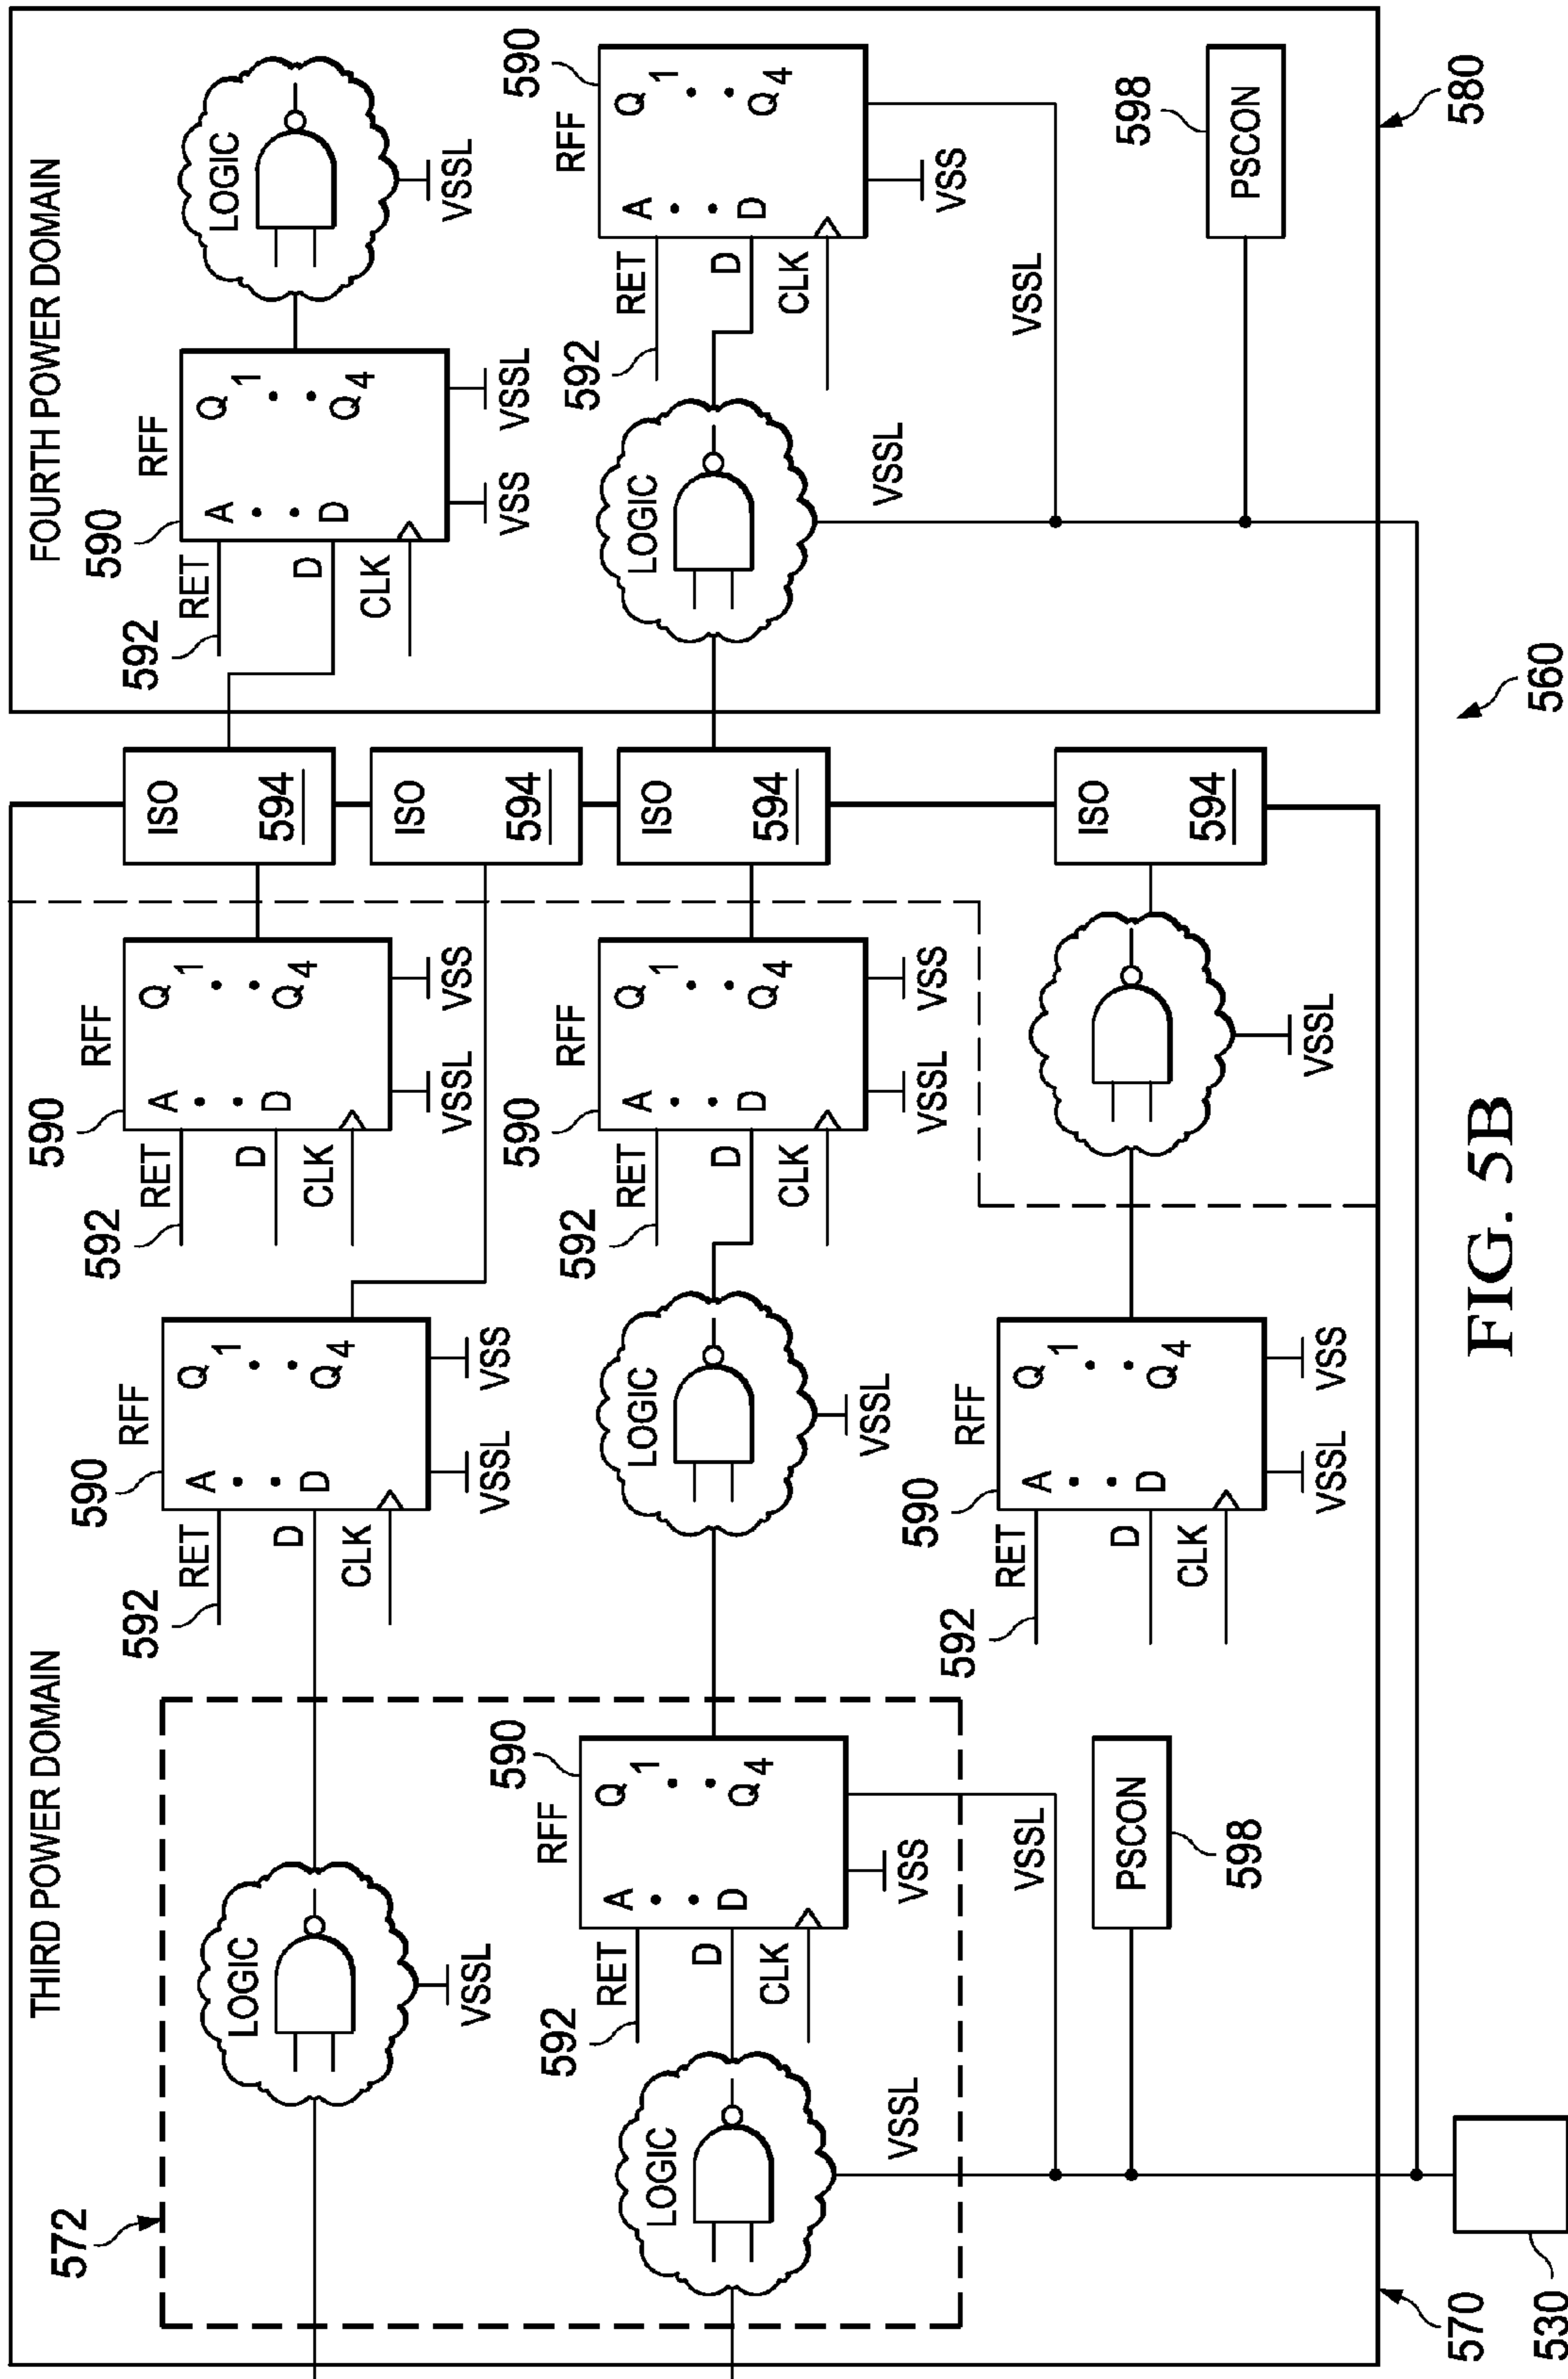 THIRD POWER DOMAIN
572
LOGIC
VSSL
592
RET
D
CLK
590
RFF
A
D
Q
1
Q
4
VSSL
VSS
592
RET
D
CLK
590
RFF
A
D
Q
1
Q
4
VSSL
VSS
ISO
594
ISO
594
LOGIC
VSSL
592
RET
D
CLK
590
RFF
A
D
Q
1
Q
4
VSS
VSSL
LOGIC
VSSL
592
RET
D
CLK
590
RFF
A
D
Q
1
Q
4
VSSL
VSS
ISO
594
PSCON
598
592
RET
D
CLK
590
RFF
A
D
Q
1
Q
4
VSSL
VSS
VSSL
ISO
594
570
530
FOURTH POWER DOMAIN
592
RET
D
CLK
590
RFF
A
D
Q
1
Q
4
VSS
VSSL
LOGIC
VSSL
LOGIC
VSSL
592
RET
D
CLK
590
RFF
A
D
Q
1
Q
4
VSS
VSSL
598
PSCON
580
560
FIG. 5B